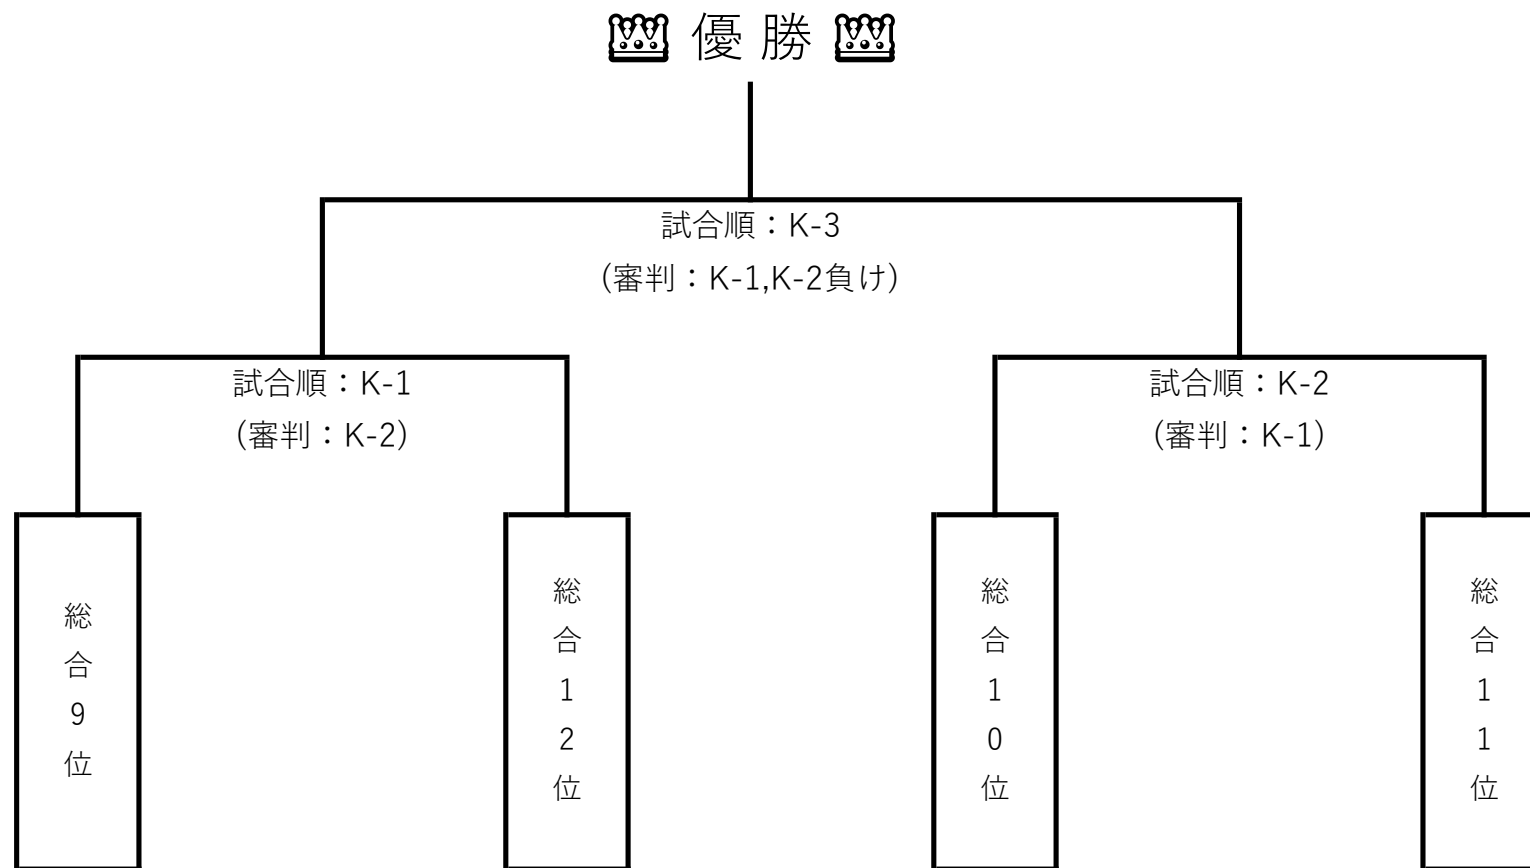 優勝
試合順：K-3
(審判：K-1,K-2負け)
試合順：K-1
(審判：K-2)
試合順：K-2
(審判：K-1)
総合9位
総合12位
総合10位
総合11位